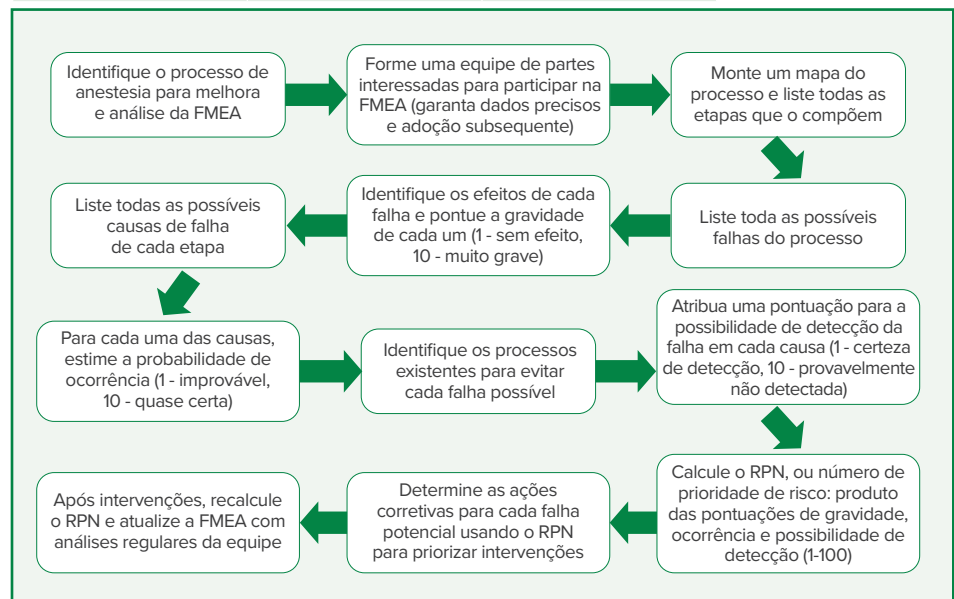 Identifique o processo de
anestesia para melhora
e análise da FMEA
Forme uma equipe de partes
interessadas para participar na
FMEA (garanta dados precisos
e adoção subsequente)
Monte um mapa do
processo e liste todas as
etapas que o compõem
Liste toda as possíveis
falhas do processo
Identifique os efeitos de cada
falha e pontue a gravidade
de cada um (1 - sem efeito,
10 - muito grave)
Liste todas as possíveis
causas de falha
de cada etapa
Para cada uma das causas,
estime a probabilidade de
ocorrência (1 - improvável,
10 - quase certa)
Identifique os processos
existentes para evitar
cada falha possível
Atribua uma pontuação para a
possibilidade de detecção da
falha em cada causa (1 - certeza
de detecção, 10 - provavelmente
não detectada)
Calcule o RPN, ou número de
prioridade de risco: produto
das pontuações de gravidade,
ocorrência e possibilidade de
detecção (1-100)
Determine as ações
corretivas para cada falha
potencial usando o RPN
para priorizar intervenções
Após intervenções, recalcule
o RPN e atualize a FMEA com
análises regulares da equipe